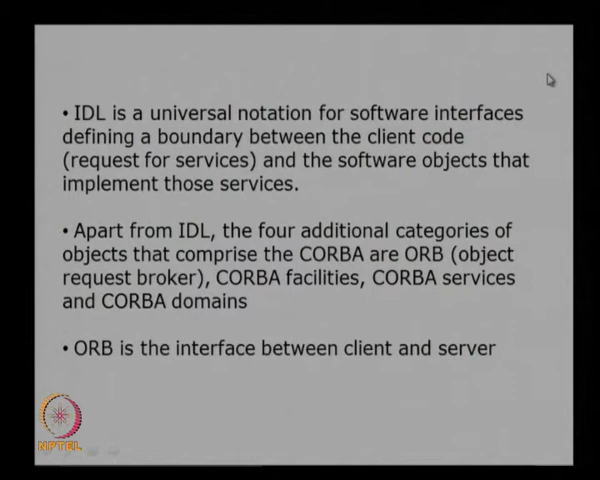 • IDL is a universal notation for software interfaces
defining a boundary between the client code
(request for services) and the software objects that
implement those services.
• Apart from IDL, the four additional categories of
objects that comprise the CORBA are ORB (object
request broker), CORBA facilities, CORBA services
and CORBA domains
• ORB is the interface between client and server
NPTEL